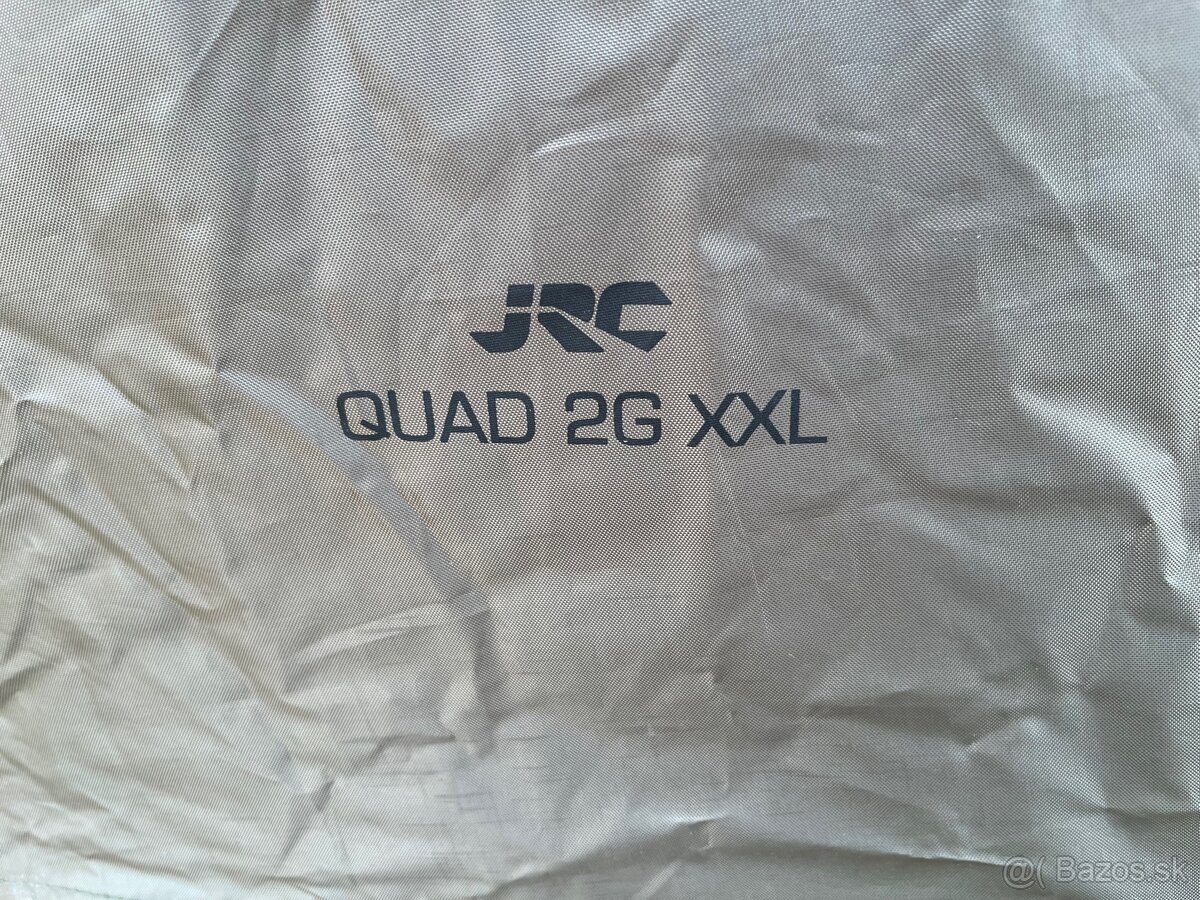 JRC
QUAD 2G XXL
@( Bazos.sk